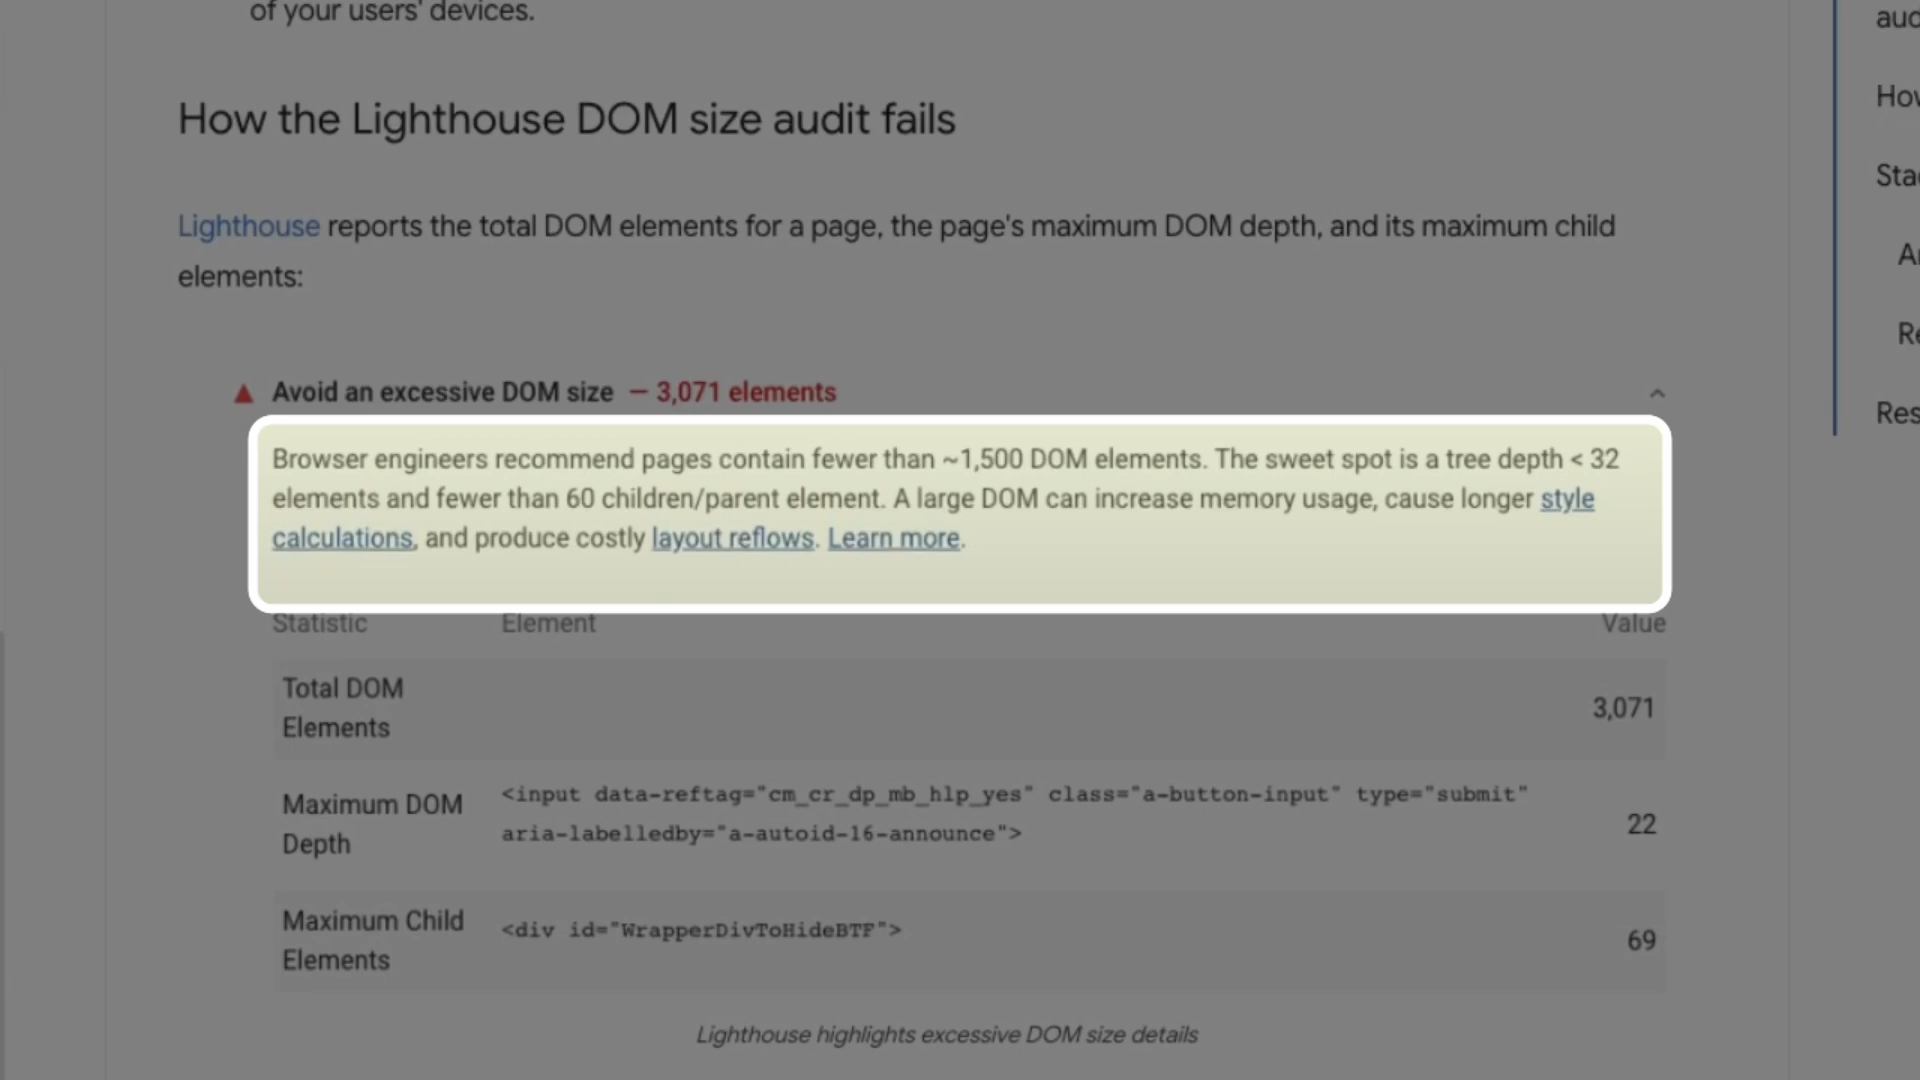 of your users' devices.
How the Lighthouse DOM size audit fails
Lighthouse reports the total DOM elements for a page, the page's maximum DOM depth, and its maximum child
elements:
Avoid an excessive DOM size — 3,071 elements
Browser engineers recommend pages contain fewer than ~1,500 DOM elements. The sweet spot is a tree depth < 32
elements and fewer than 60 children/parent element. A large DOM can increase memory usage, cause longer style
calculations, and produce costly layout reflows. Learn more.
Statistic Element Value
Total DOM
Elements
3,071
Maximum DOM
Depth
<input data-reftag="cm_cr_dp_mb_hlp_yes" class="a-button-input" type="submit"
aria-labelledby="a-autoid-16-announce">
22
Maximum Child
Elements
<div id="WrapperDivToHideBTF">
69
Lighthouse highlights excessive DOM size details